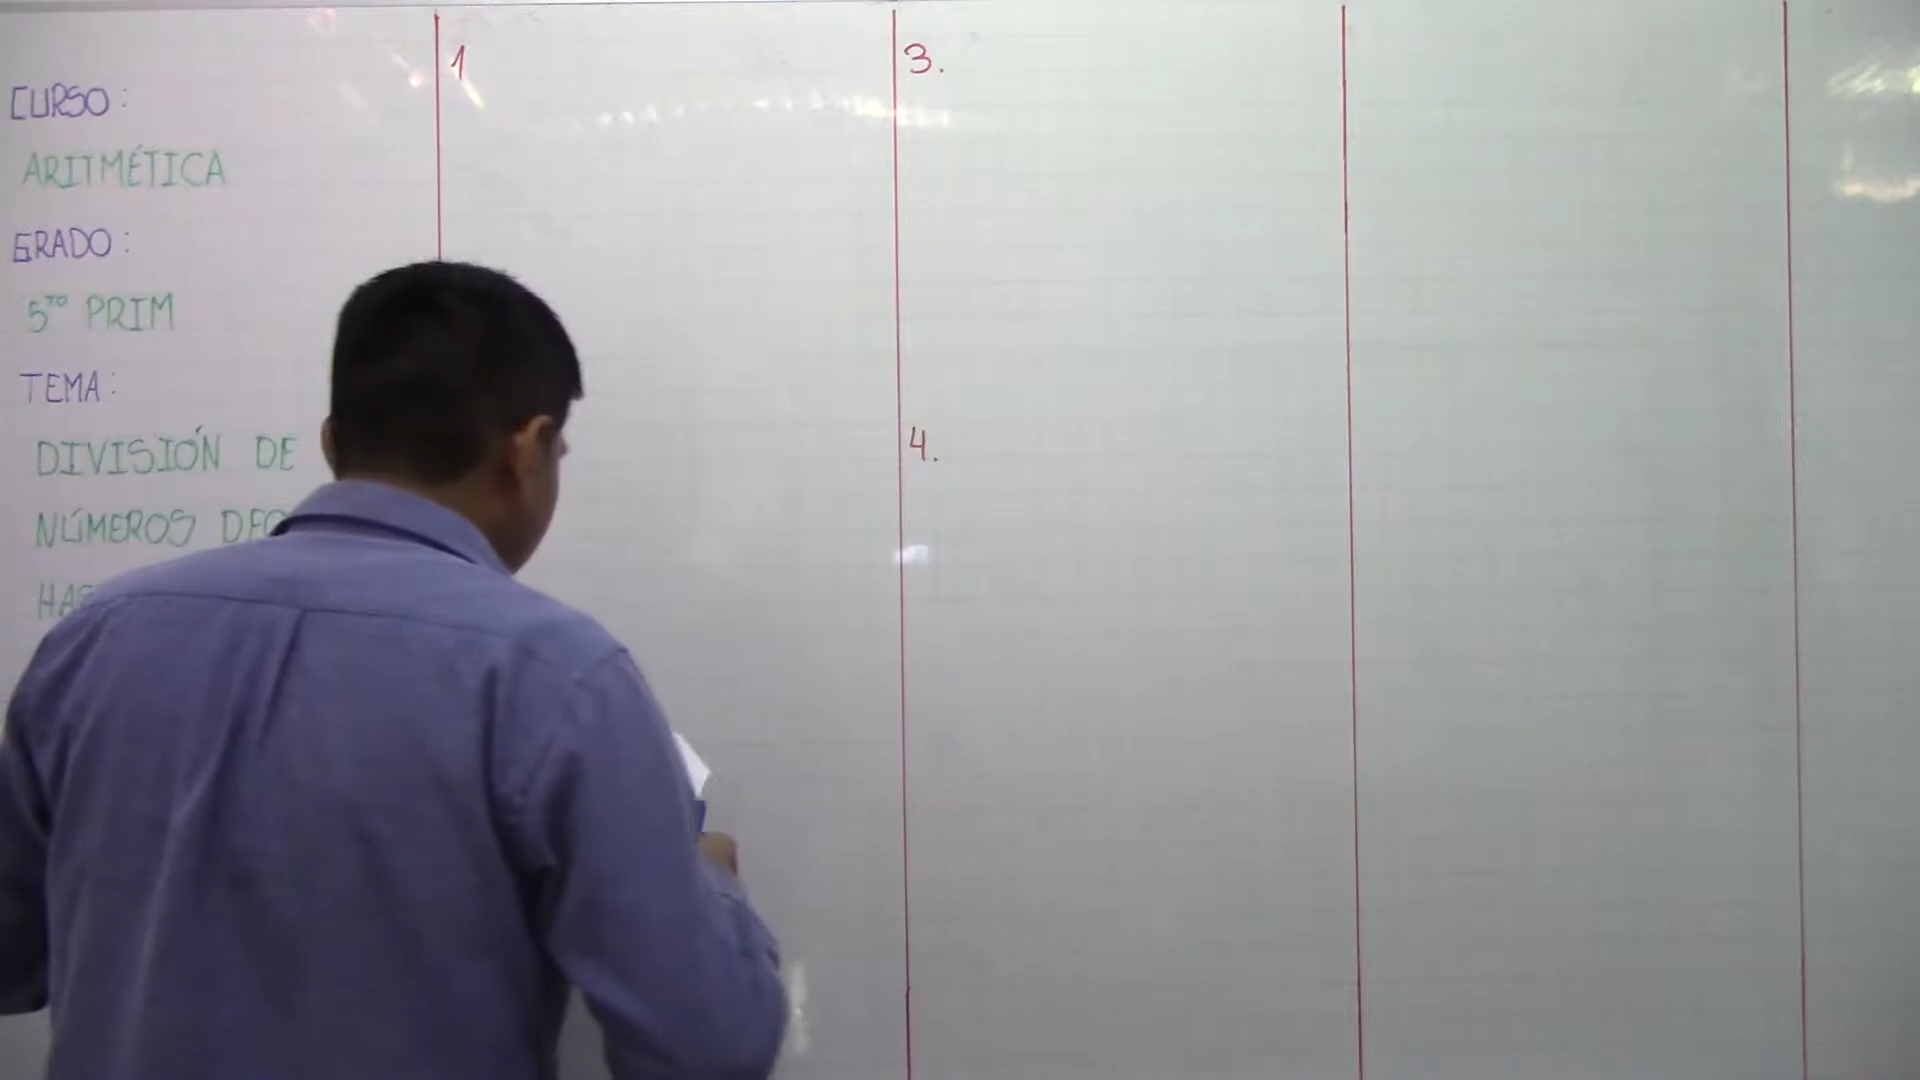 CURSO:
ARITMÉTICA
GRADO:
5TO PRIM
TEMA:
DIVISIÓN DE
NÚMEROS
1
3.
4.